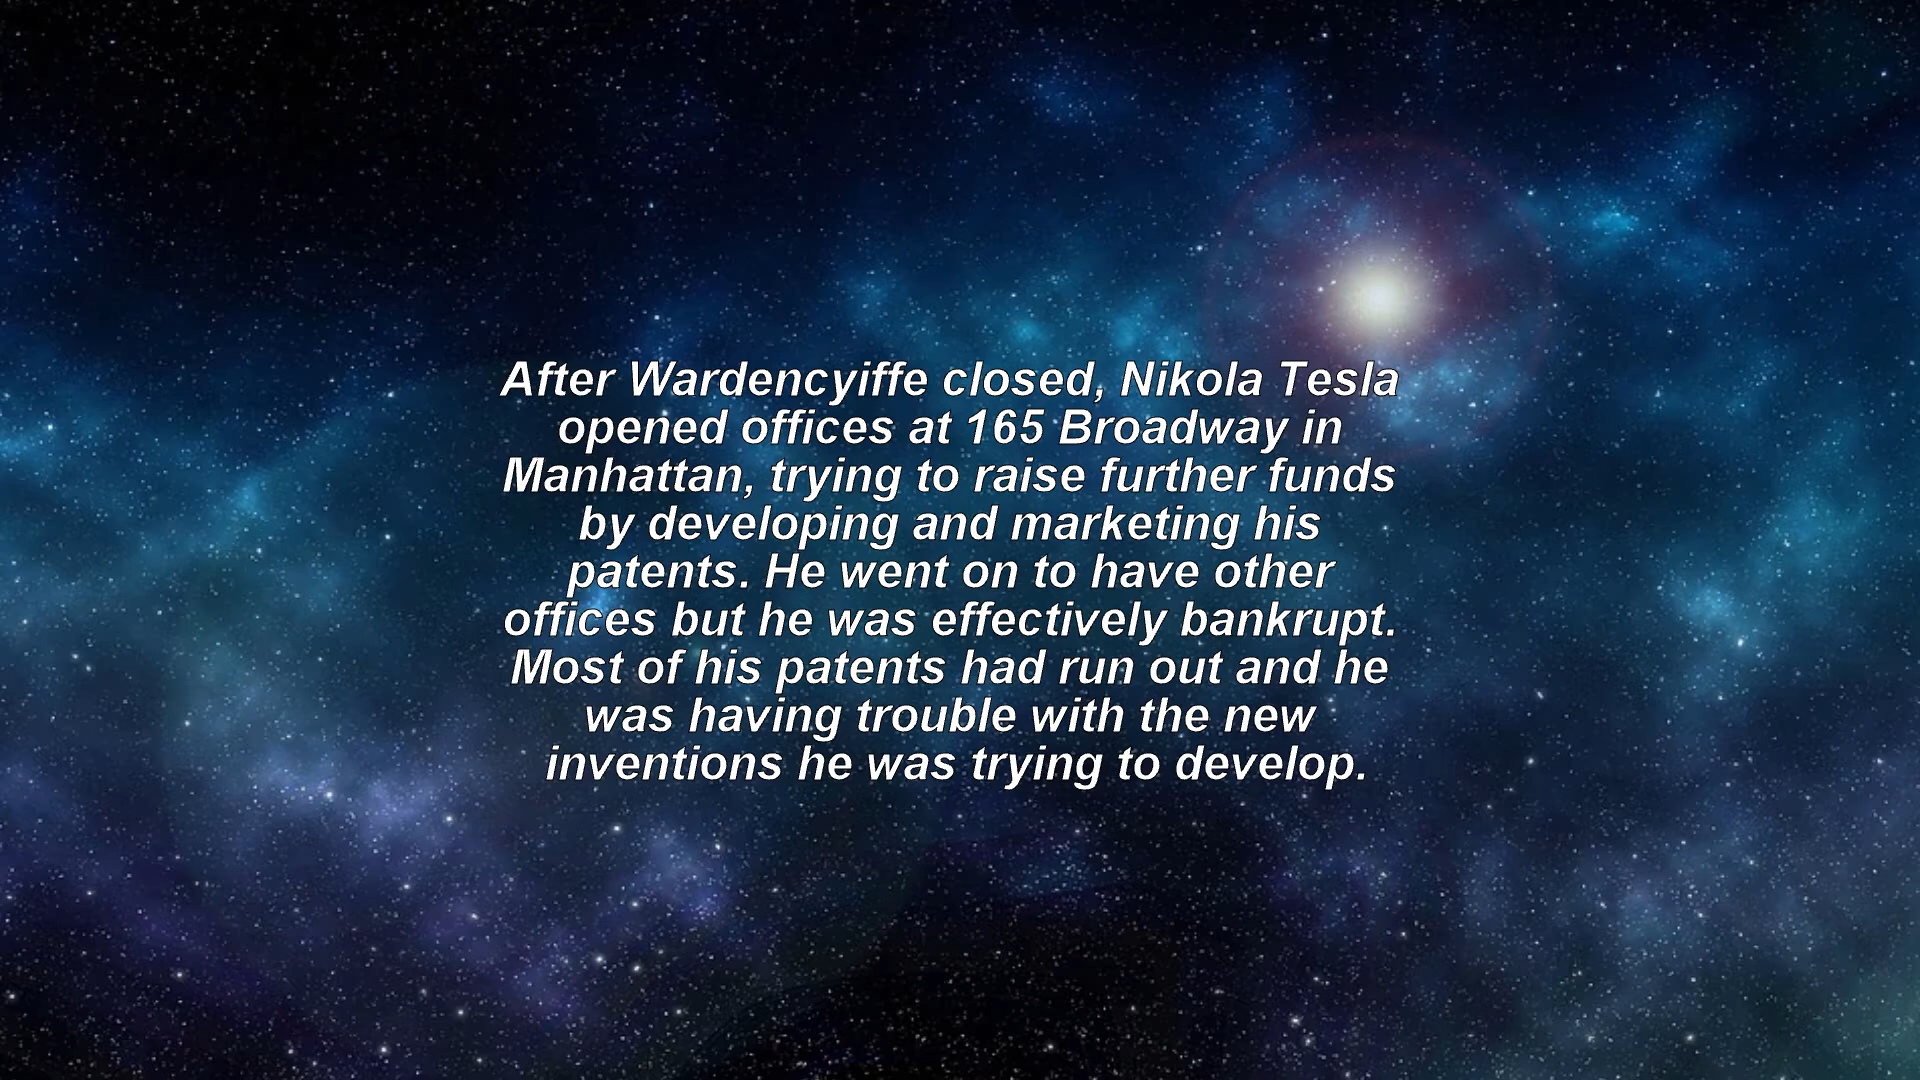 After Wardencyiffe closed, Nikola Tesla
opened offices at 165 Broadway in
Manhattan, trying to raise further funds
by developing and marketing his
patents. He went on to have other
offices but he was effectively bankrupt.
Most of his patents had run out and he
was having trouble with the new
inventions he was trying to develop.